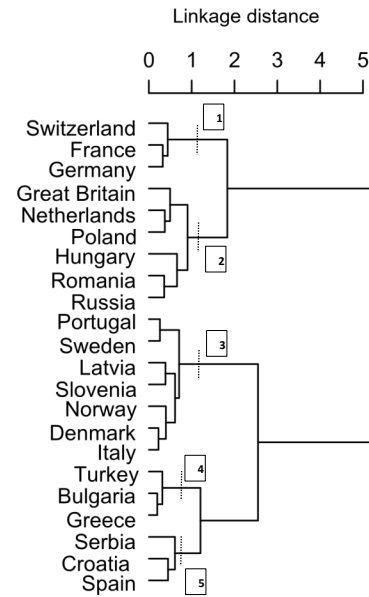 Linkage distance
0 1 2 3 4 5
1
Switzerland
France
Germany
Great Britain
Netherlands
Poland
2
Hungary
Romania
Russia
Portugal
3
Sweden
Latvia
Slovenia
Norway
Denmark
Italy
4
Turkey
Bulgaria
Greece
Serbia
Croatia
5
Spain